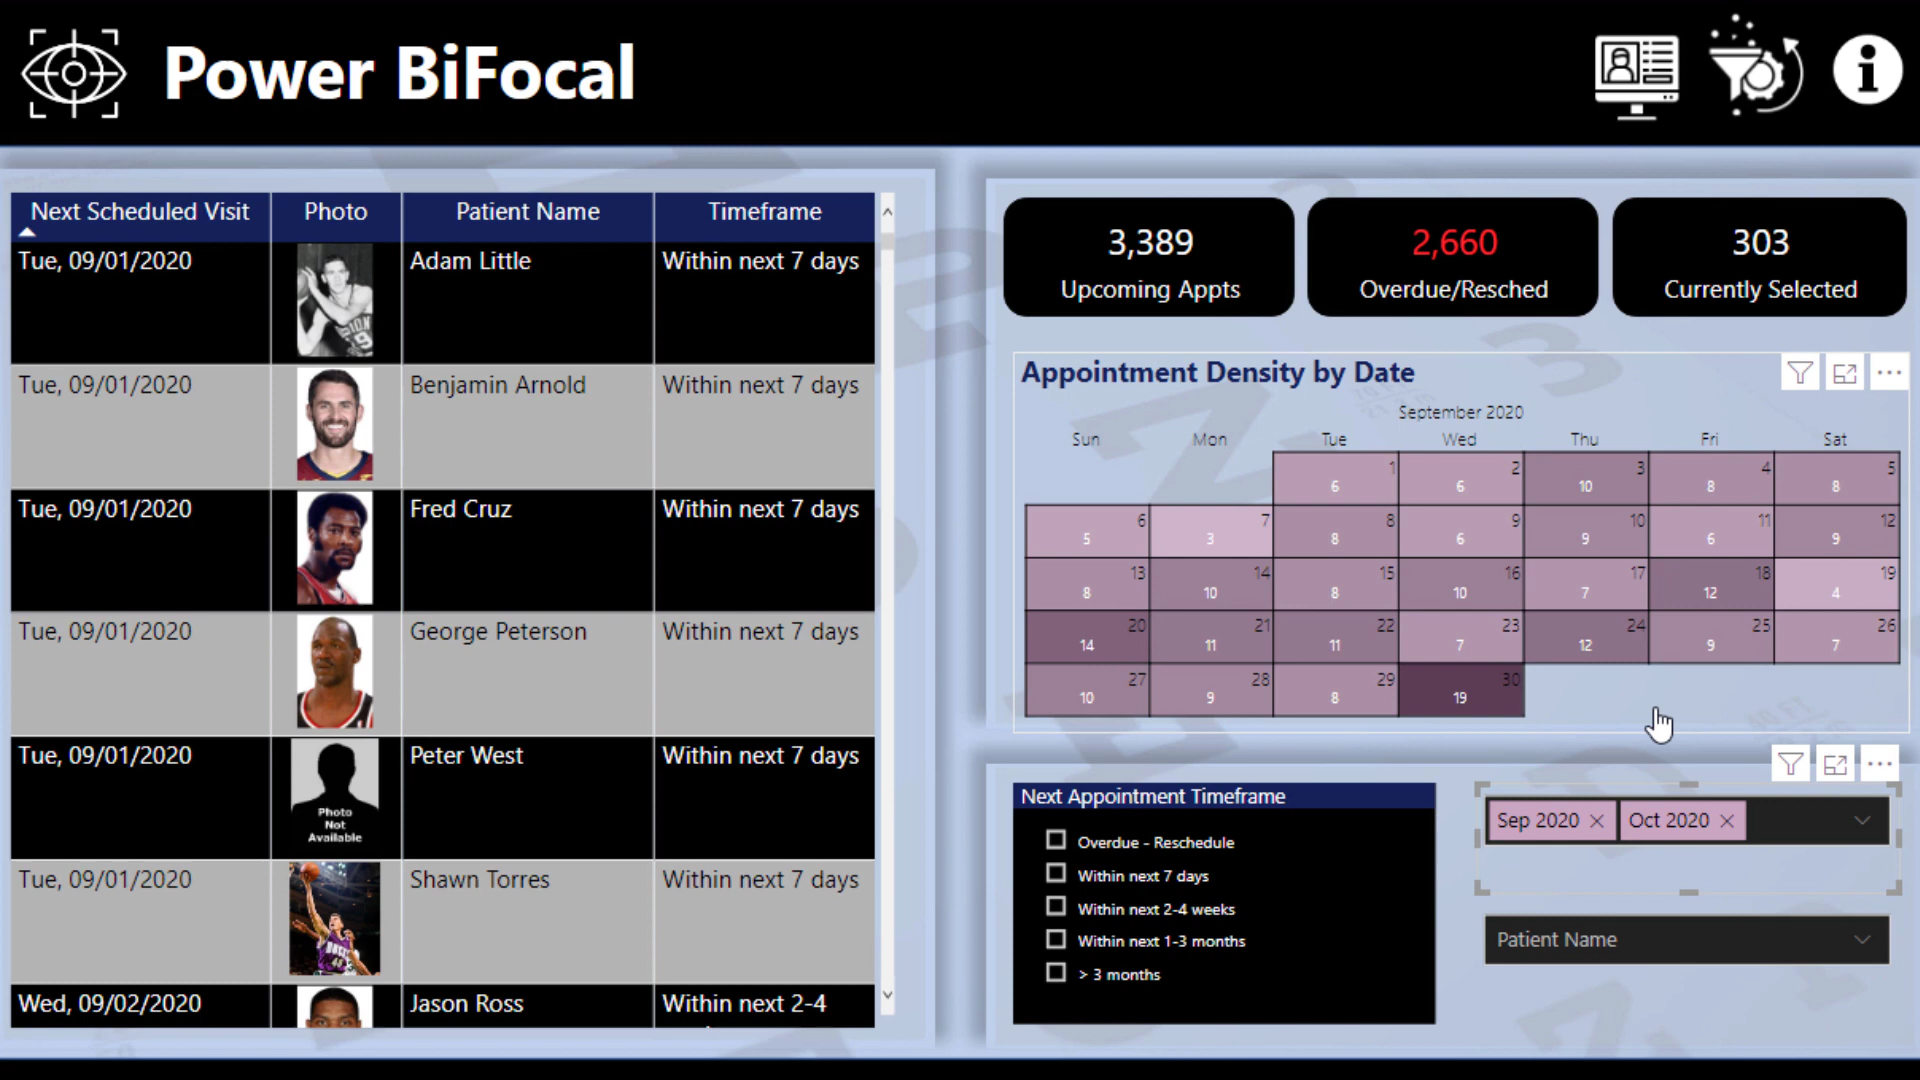 Power BiFocal
Next Scheduled Visit Photo Patient Name Timeframe
Tue, 09/01/2020 Adam Little Within next 7 days
Tue, 09/01/2020 Benjamin Arnold Within next 7 days
Tue, 09/01/2020 Fred Cruz Within next 7 days
Tue, 09/01/2020 George Peterson Within next 7 days
Tue, 09/01/2020 Peter West Within next 7 days
Photo
Not
Available
Tue, 09/01/2020 Shawn Torres Within next 7 days
Wed, 09/02/2020 Jason Ross Within next 2-4
3,389
Upcoming Appts
2,660
Overdue/Resched
303
Currently Selected
Appointment Density by Date
September 2020
Sun Mon Tue Wed Thu Fri Sat
1 2 3 4 5
6 6 10 8 8
6 7 8 9 10 11 12
5 3 8 6 9 6 9
13 14 15 16 17 18 19
8 10 8 10 7 12 4
20 21 22 23 24 25 26
14 11 11 7 12 9 7
27 28 29 30
10 9 8 19
Next Appointment Timeframe
Overdue - Reschedule
Within next 7 days
Within next 2-4 weeks
Within next 1-3 months
> 3 months
Sep 2020 Oct 2020
Patient Name